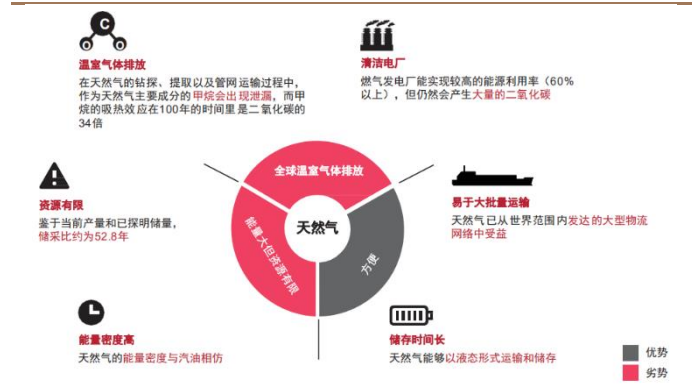 C
O O
温室气体排放
在天然气的钻探、提取以及管网运输过程中，
作为天然气主要成分的甲烷会出现泄漏，而甲
烷的吸热效应在100年的时间里是二氧化碳的
34倍
清洁电厂
燃气发电厂能实现较高的能源利用率（60%
以上），但仍然会产生大量的二氧化碳
资源有限
鉴于当前产量和已探明储量，
储采比约为52.8年
全球温室气体排放
天然气
能量大但资源有限
方便
易于大批量运输
天然气已从世界范围内发达的大型物流
网络中受益
能量密度高
天然气的能量密度与汽油相仿
储存时间长
天然气能够以液态形式运输和储存
优势
劣势